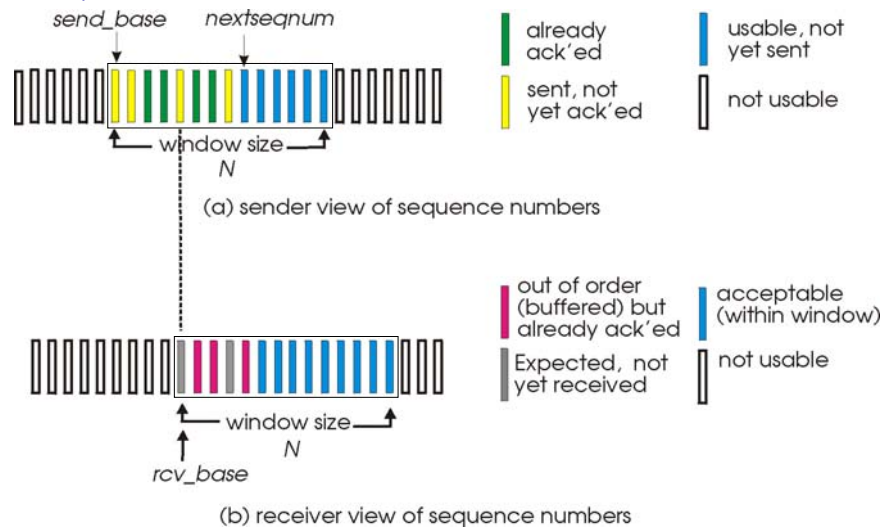 send_base
nextseqnum
already
ack'ed
usable, not
yet sent
sent, not
yet ack'ed
not usable
window size
N
(a) sender view of sequence numbers
out of order
(buffered) but
already ack'ed
acceptable
(within window)
Expected, not
yet received
not usable
window size
N
rcv_base
(b) receiver view of sequence numbers